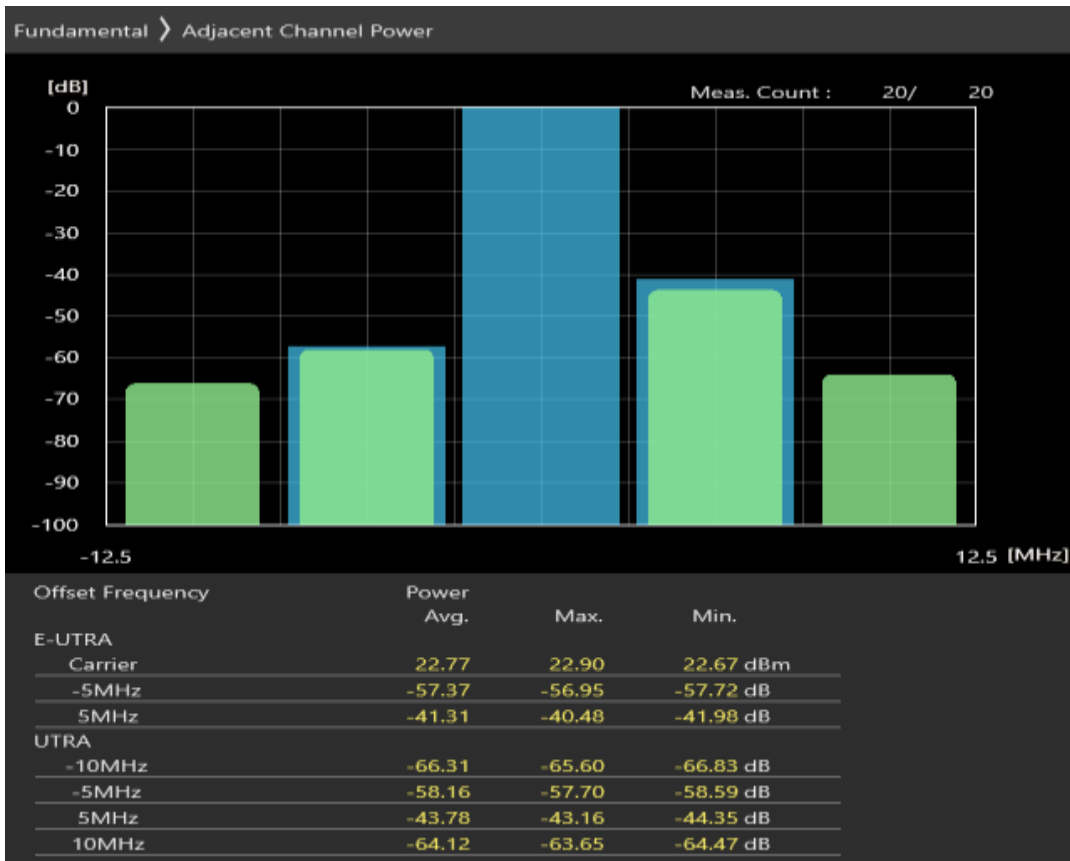 Fundamental 〉 Adjacent Channel Power
[dB]
Meas. Count : 20/ 20
0
-10
-20
-30
-40
-50
-60
-70
-80
-90
-100
-12.5 12.5 [MHz]
Offset Frequency Power
Avg. Max. Min.
E-UTRA
Carrier 22.77 22.90 22.67 dBm
-5MHz -57.37 -56.95 -57.72 dB
5MHz -41.31 -40.48 -41.98 dB
UTRA
-10MHz -66.31 -65.60 -66.83 dB
-5MHz -58.16 -57.70 -58.59 dB
5MHz -43.78 -43.16 -44.35 dB
10MHz -64.12 -63.65 -64.47 dB